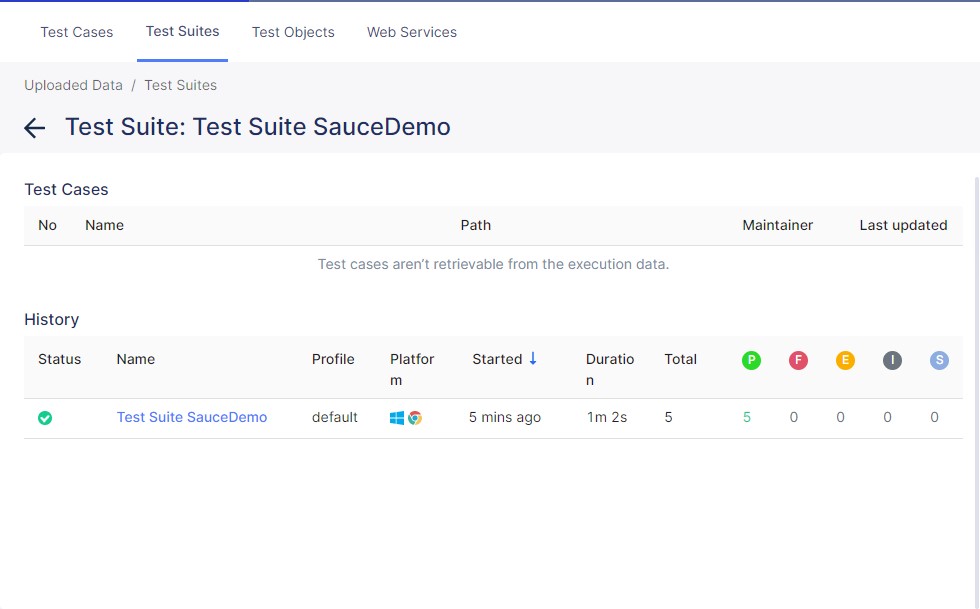 Test Cases Test Suites Test Objects Web Services
Uploaded Data / Test Suites
Test Suite: Test Suite SauceDemo
Test Cases
No Name Path Maintainer Last updated
Test cases aren’t retrievable from the execution data.
History
Status Name Profile Platfor Started Duratio Total P F E I S
m n
Test Suite SauceDemo default 5 mins ago 1m 2s 5 5 0 0 0 0